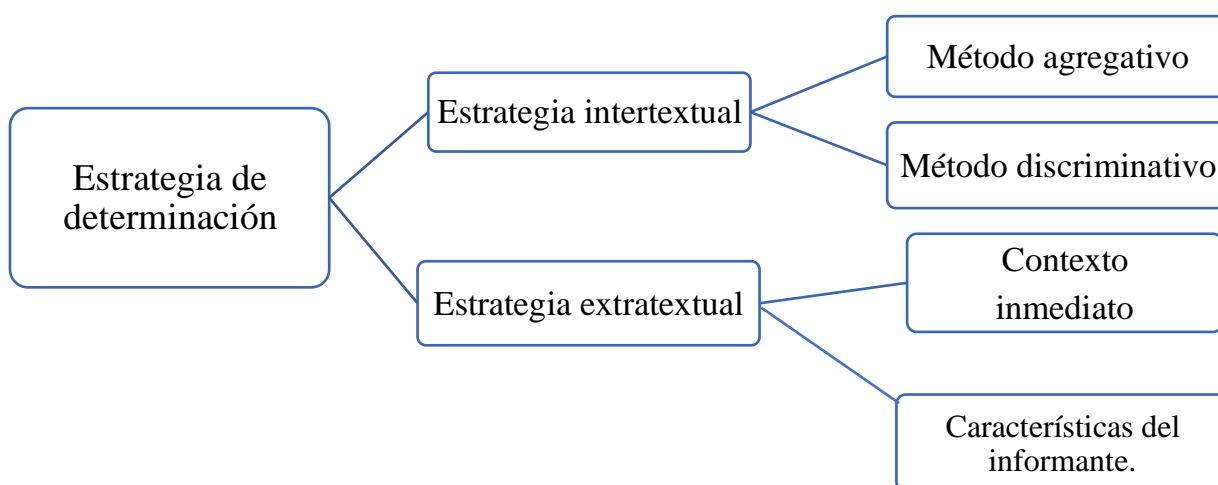 Estrategia de
determinación
Estrategia intertextual
Método agregativo
Método discriminativo
Estrategia extratextual
Contexto
inmediato
Características del
informante.